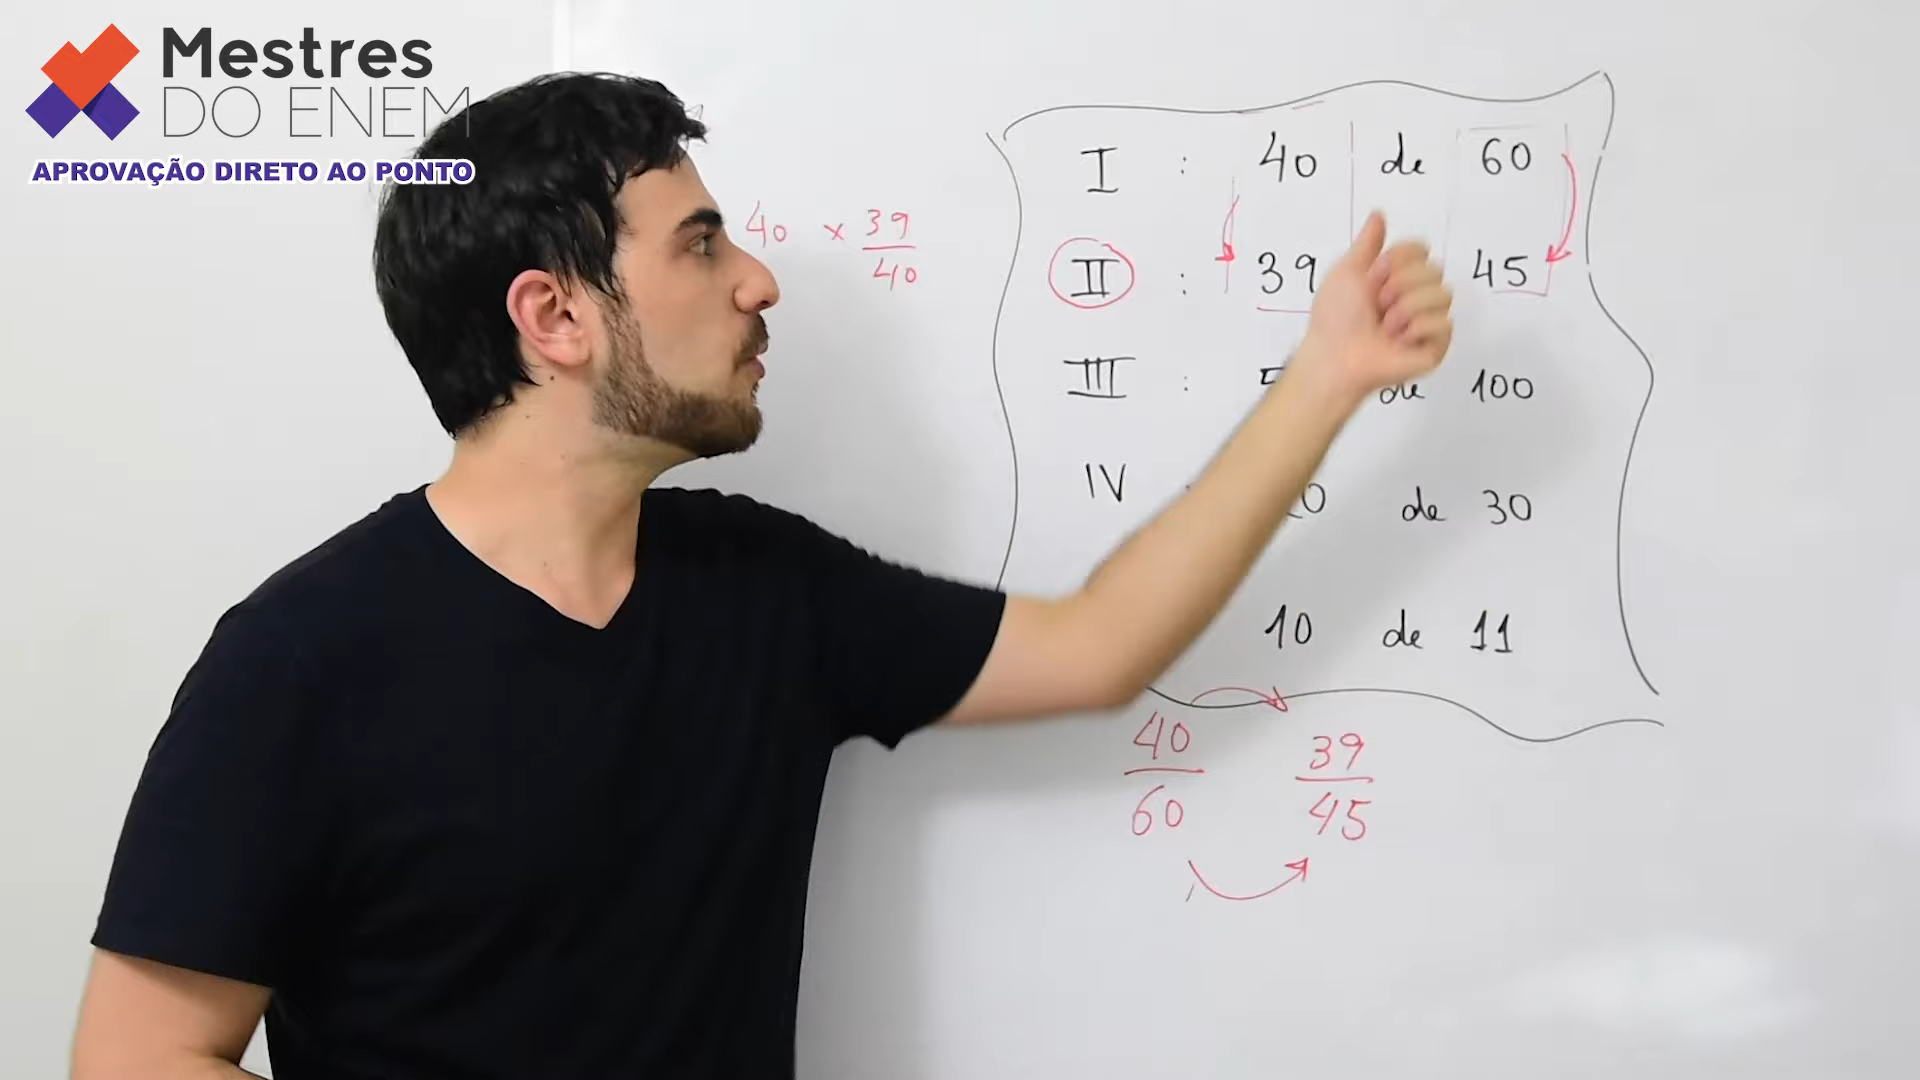 Mestres
DO ENEM
APROVAÇÃO DIRETO AO PONTO
I : 40 de 60
40 × 39
40
II : 39 45
III : de 100
IV : de 30
10 de 11
40 39
60 45